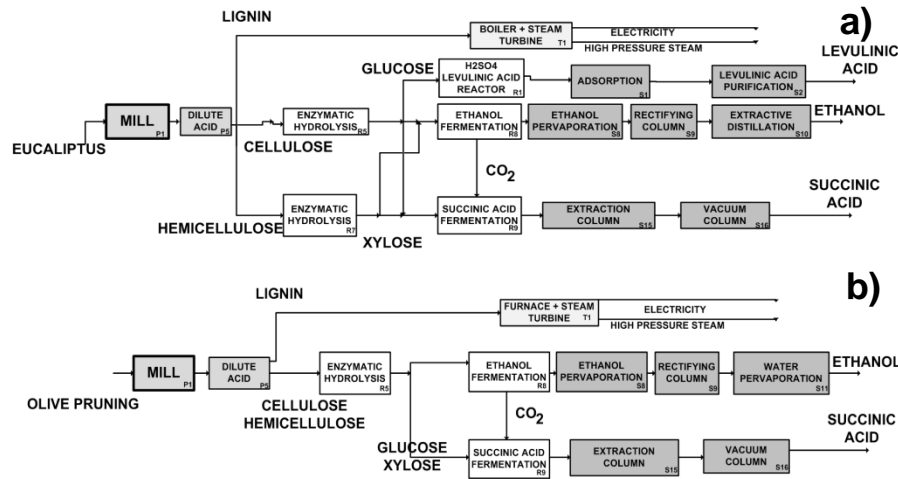 a)
LIGNIN
BOILER + STEAM
TURBINE
T1
ELECTRICITY
HIGH PRESSURE STEAM
GLUCOSE
H2SO4
LEVULINIC ACID
REACTOR
R1
ADSORPTION
S1
LEVULINIC ACID
PURIFICATION
S2
LEVULINIC
ACID
MILL
P1
DILUTE
ACID
P5
ENZYMATIC
HYDROLYSIS
R5
ETHANOL
FERMENTATION
R8
ETHANOL
PERVAPORATION
S8
RECTIFYING
COLUMN
S9
EXTRACTIVE
DISTILLATION
S10
ETHANOL
EUCALIPTUS
CELLULOSE
CO2
HEMICELLULOSE
ENZYMATIC
HYDROLYSIS
R7
XYLOSE
SUCCINIC ACID
FERMENTATION
R9
EXTRACTION
COLUMN
S15
VACUUM
COLUMN
S16
SUCCINIC
ACID
b)
LIGNIN
FURNACE + STEAM
TURBINE
T1
ELECTRICITY
HIGH PRESSURE STEAM
MILL
P1
DILUTE
ACID
P5
ENZYMATIC
HYDROLYSIS
R5
ETHANOL
FERMENTATION
R8
ETHANOL
PERVAPORATION
S8
RECTIFYING
COLUMN
S9
WATER
PERVAPORATION
S11
ETHANOL
OLIVE PRUNING
CELLULOSE
HEMICELLULOSE
CO2
GLUCOSE
XYLOSE
SUCCINIC ACID
FERMENTATION
R9
EXTRACTION
COLUMN
S15
VACUUM
COLUMN
S16
SUCCINIC
ACID